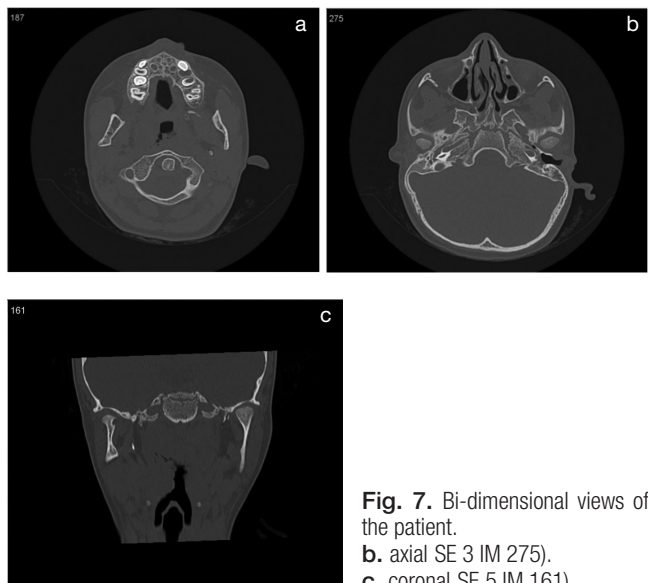 187
a
275
b
161
c
Fig. 7. Bi-dimensional views of
the patient.
b. axial SE 3 IM 275).
c. coronal SE 5 IM 161)